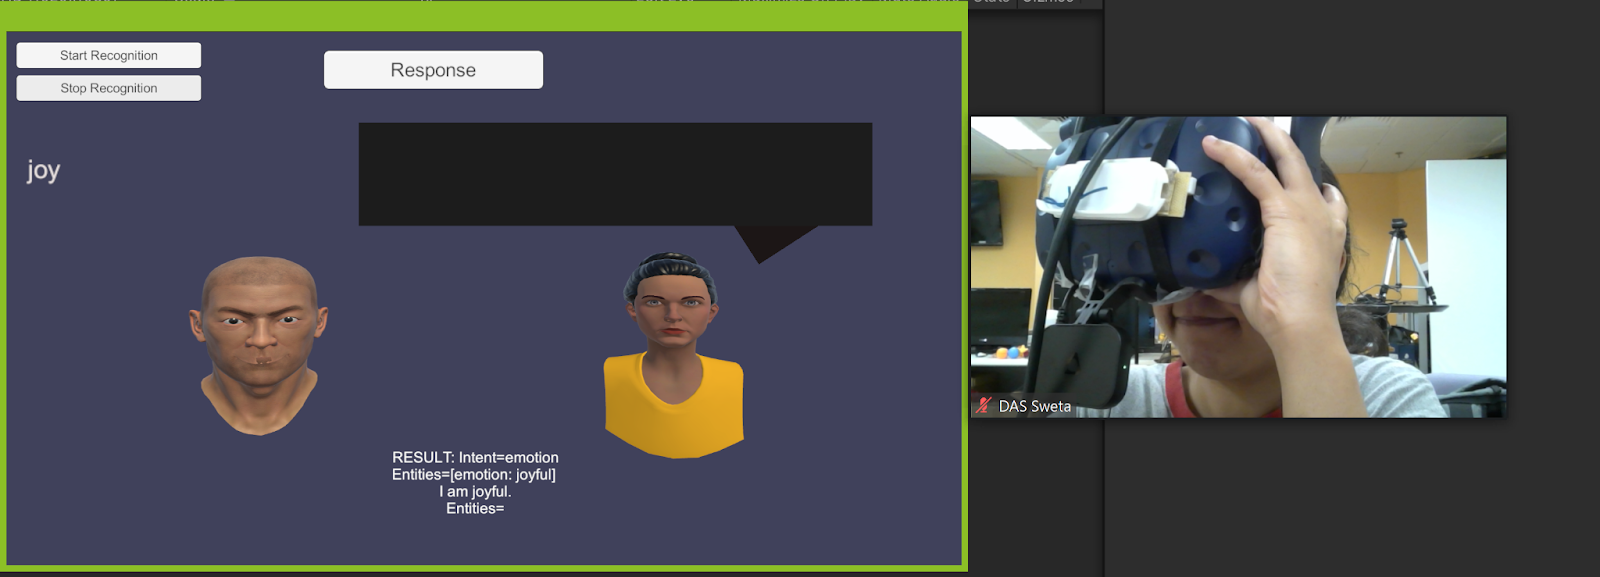 Start Recognition
Stop Recognition
Response
joy
RESULT: Intent=emotion
Entities=[emotion: joyful]
I am joyful.
Entities=
DAS Sweta